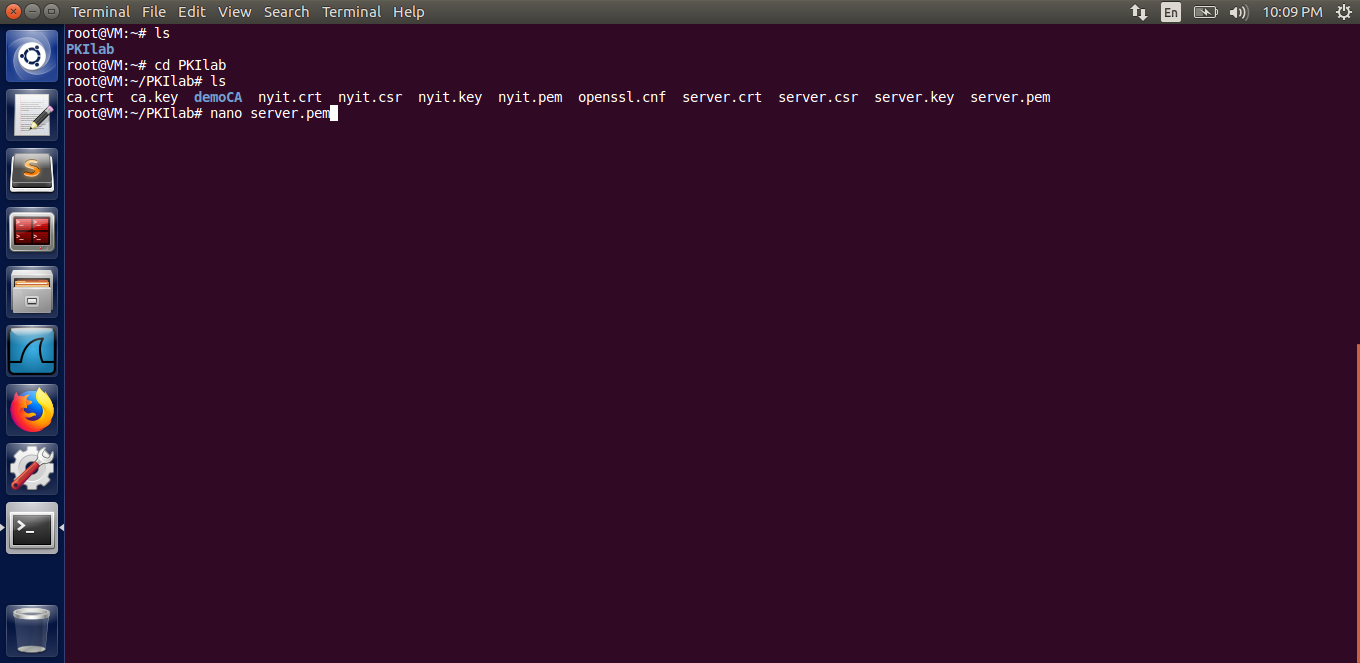 Terminal File Edit View Search Terminal Help En 10:09 PM
root@VM:~# ls
PKIlab
root@VM:~# cd PKIlab
root@VM:~/PKIlab# ls
ca.crt ca.key demoCA nyit.crt nyit.csr nyit.key nyit.pem openssl.cnf server.crt server.csr server.key server.pem
root@VM:~/PKIlab# nano server.pem